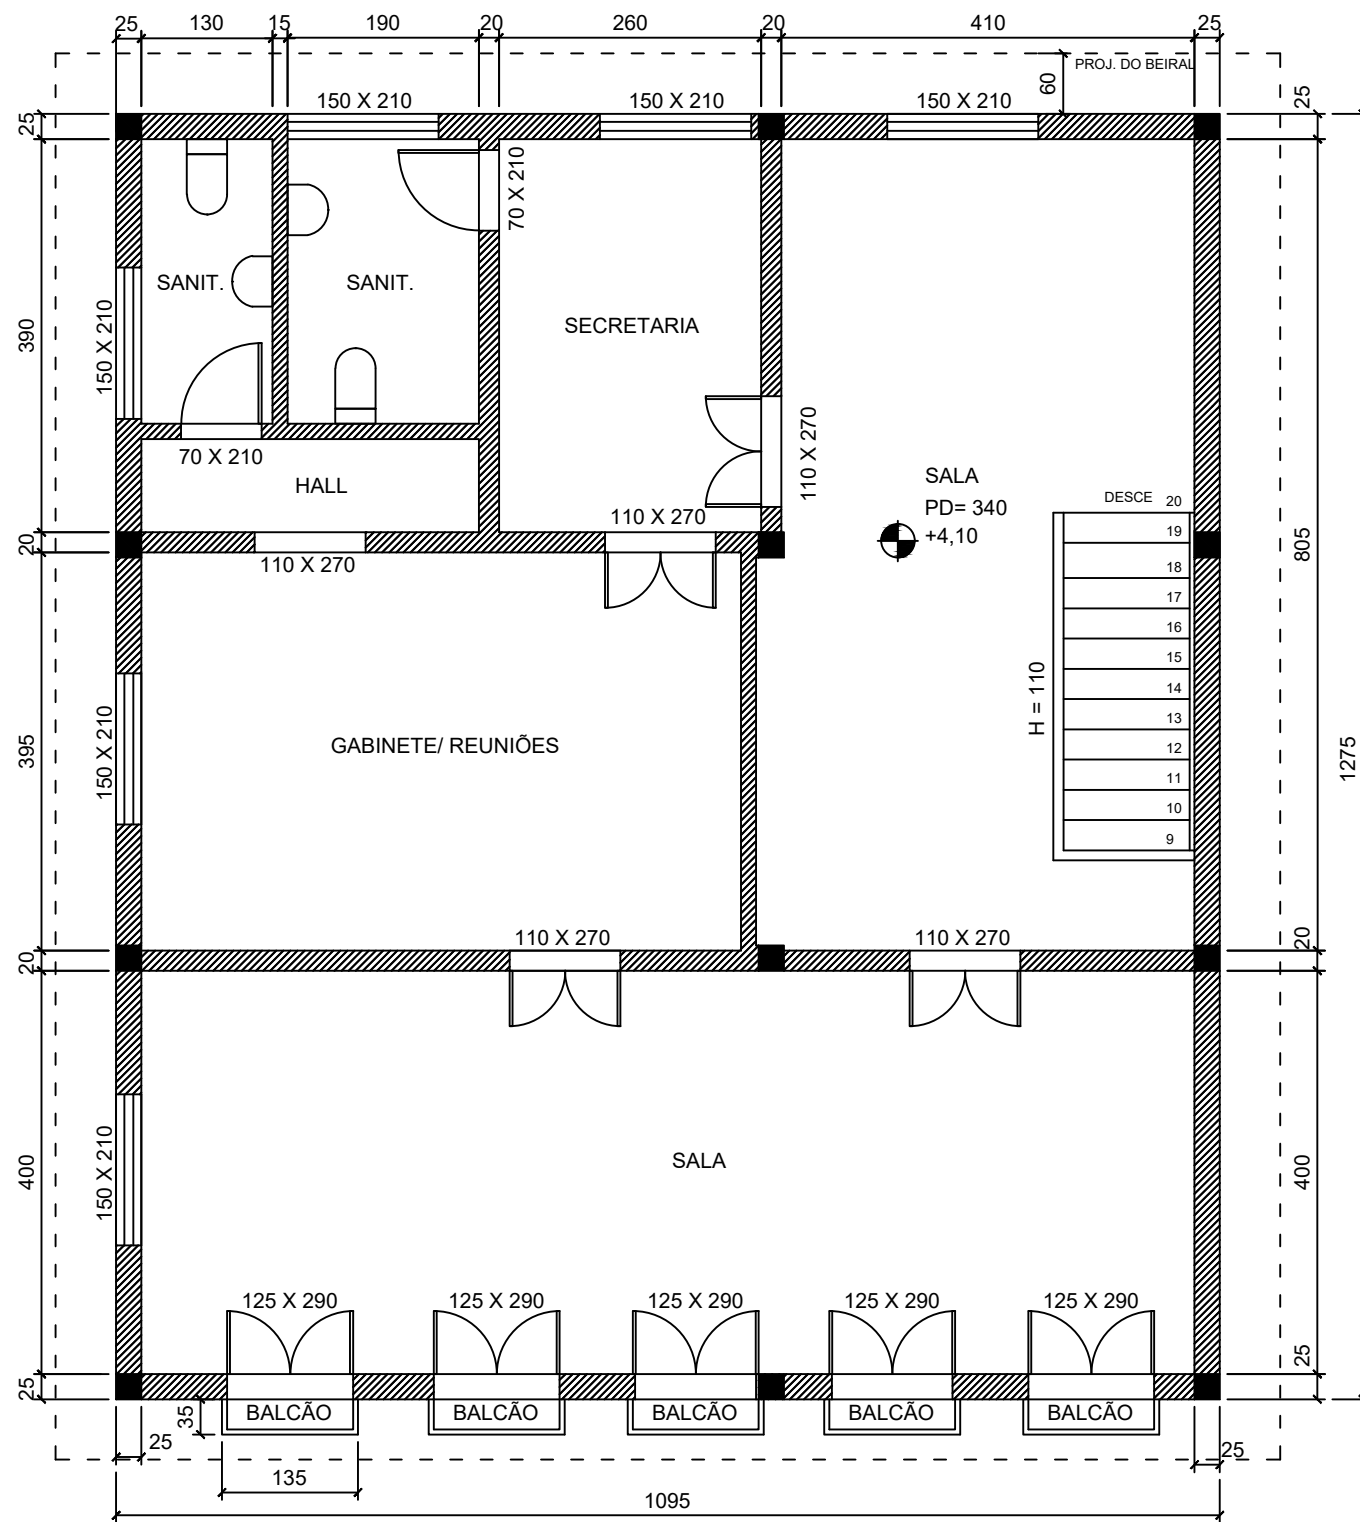 25 130 15 190 20 260 20 410 25
PROJ. DO BEIRAL
60
150 X 210 150 X 210 150 X 210
25
25
70 X 210
SANIT. SANIT.
SECRETARIA
390
150 X 210
110 X 270
70 X 210
HALL
SALA
PD= 340
+4,10
DESCE 20
19
18
17
16
15
14
13
12
11
10
9
H = 110
110 X 270
20
110 X 270
805
1275
GABINETE/ REUNIÕES
395
150 X 210
110 X 270 110 X 270
20
20
SALA
400
150 X 210
400
125 X 290 125 X 290 125 X 290 125 X 290 125 X 290
25
25
BALCÃO BALCÃO BALCÃO BALCÃO BALCÃO
35
25
25
135
1095